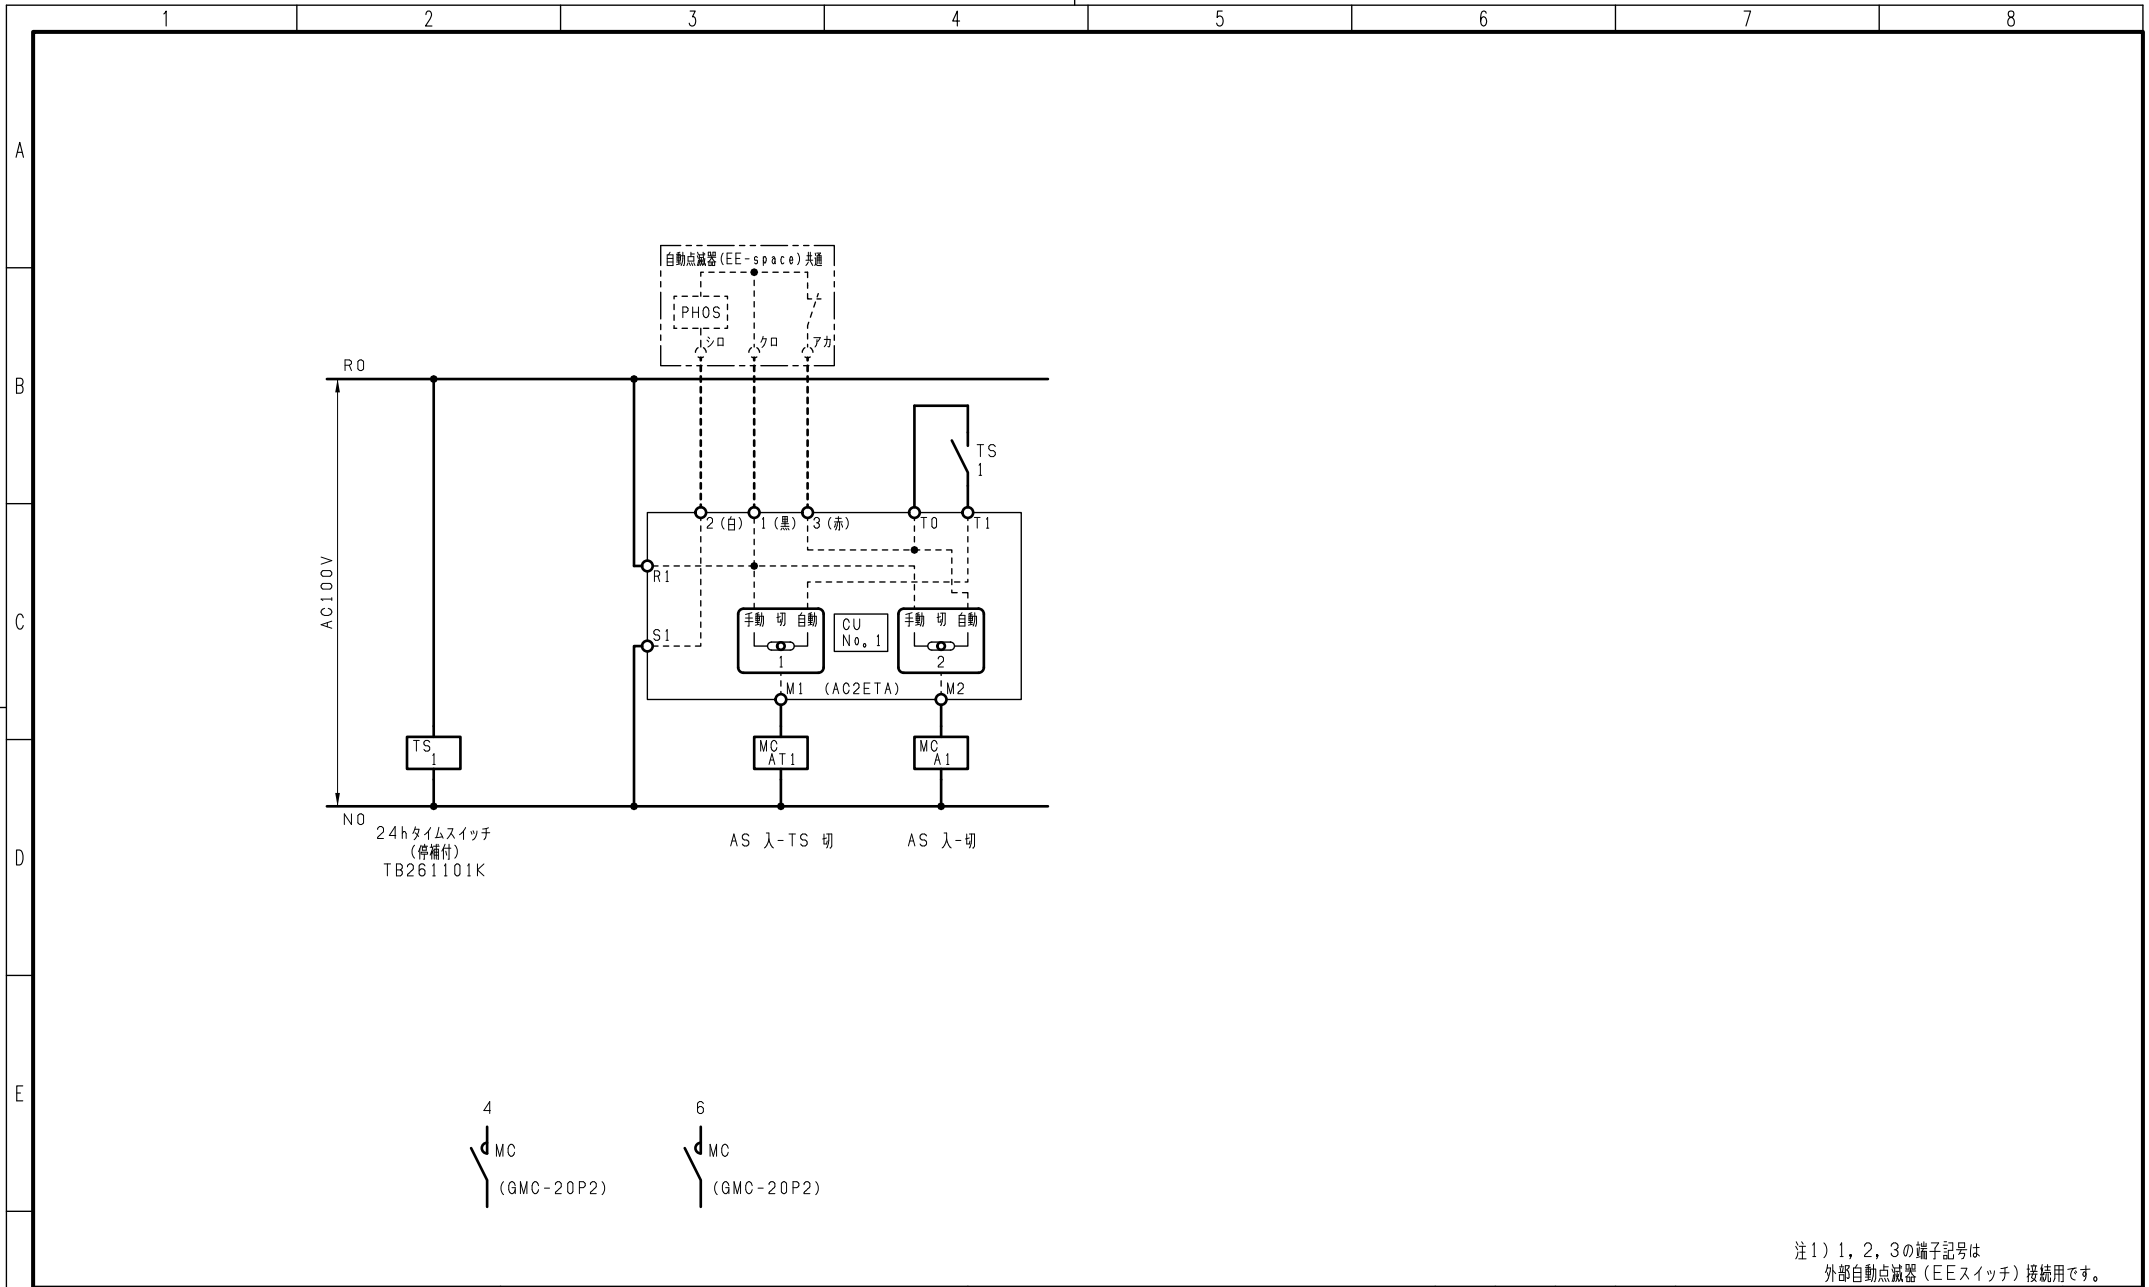 1 2 3 4 5 6 7 8
A
B
C
D
E
自動点滅器(EE-space)共通
PHOS
シロ クロ アカ
R0
TS
1
2(白) 1(黒) 3(赤) T0 T1
R1
AC100V
手動 切 自動
1
CU
No。1
手動 切 自動
2
S1
M1 (AC2ETA) M2
TS
1
MC
AT1
MC
A1
N0
24hタイムスイッチ
(停補付)
TB261101K
AS 入-TS 切
AS 入-切
4
MC
(GMC-20P2)
6
MC
(GMC-20P2)
注1) 1, 2, 3の端子記号は
外部自動点滅器(EEスイッチ)接続用です。